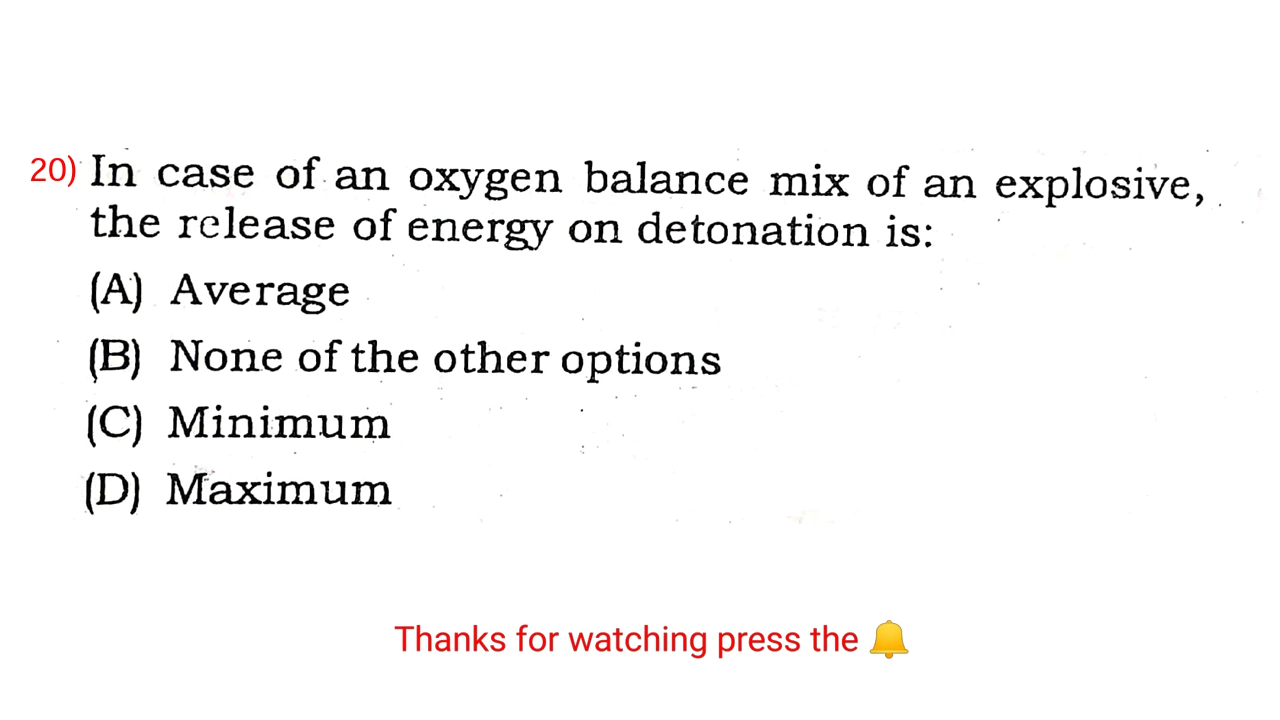 20) In case of an oxygen balance mix of an explosive,
the release of energy on detonation is:
(A) Average
(B) None of the other options
(C) Minimum
(D) Maximum
Thanks for watching press the 🔔